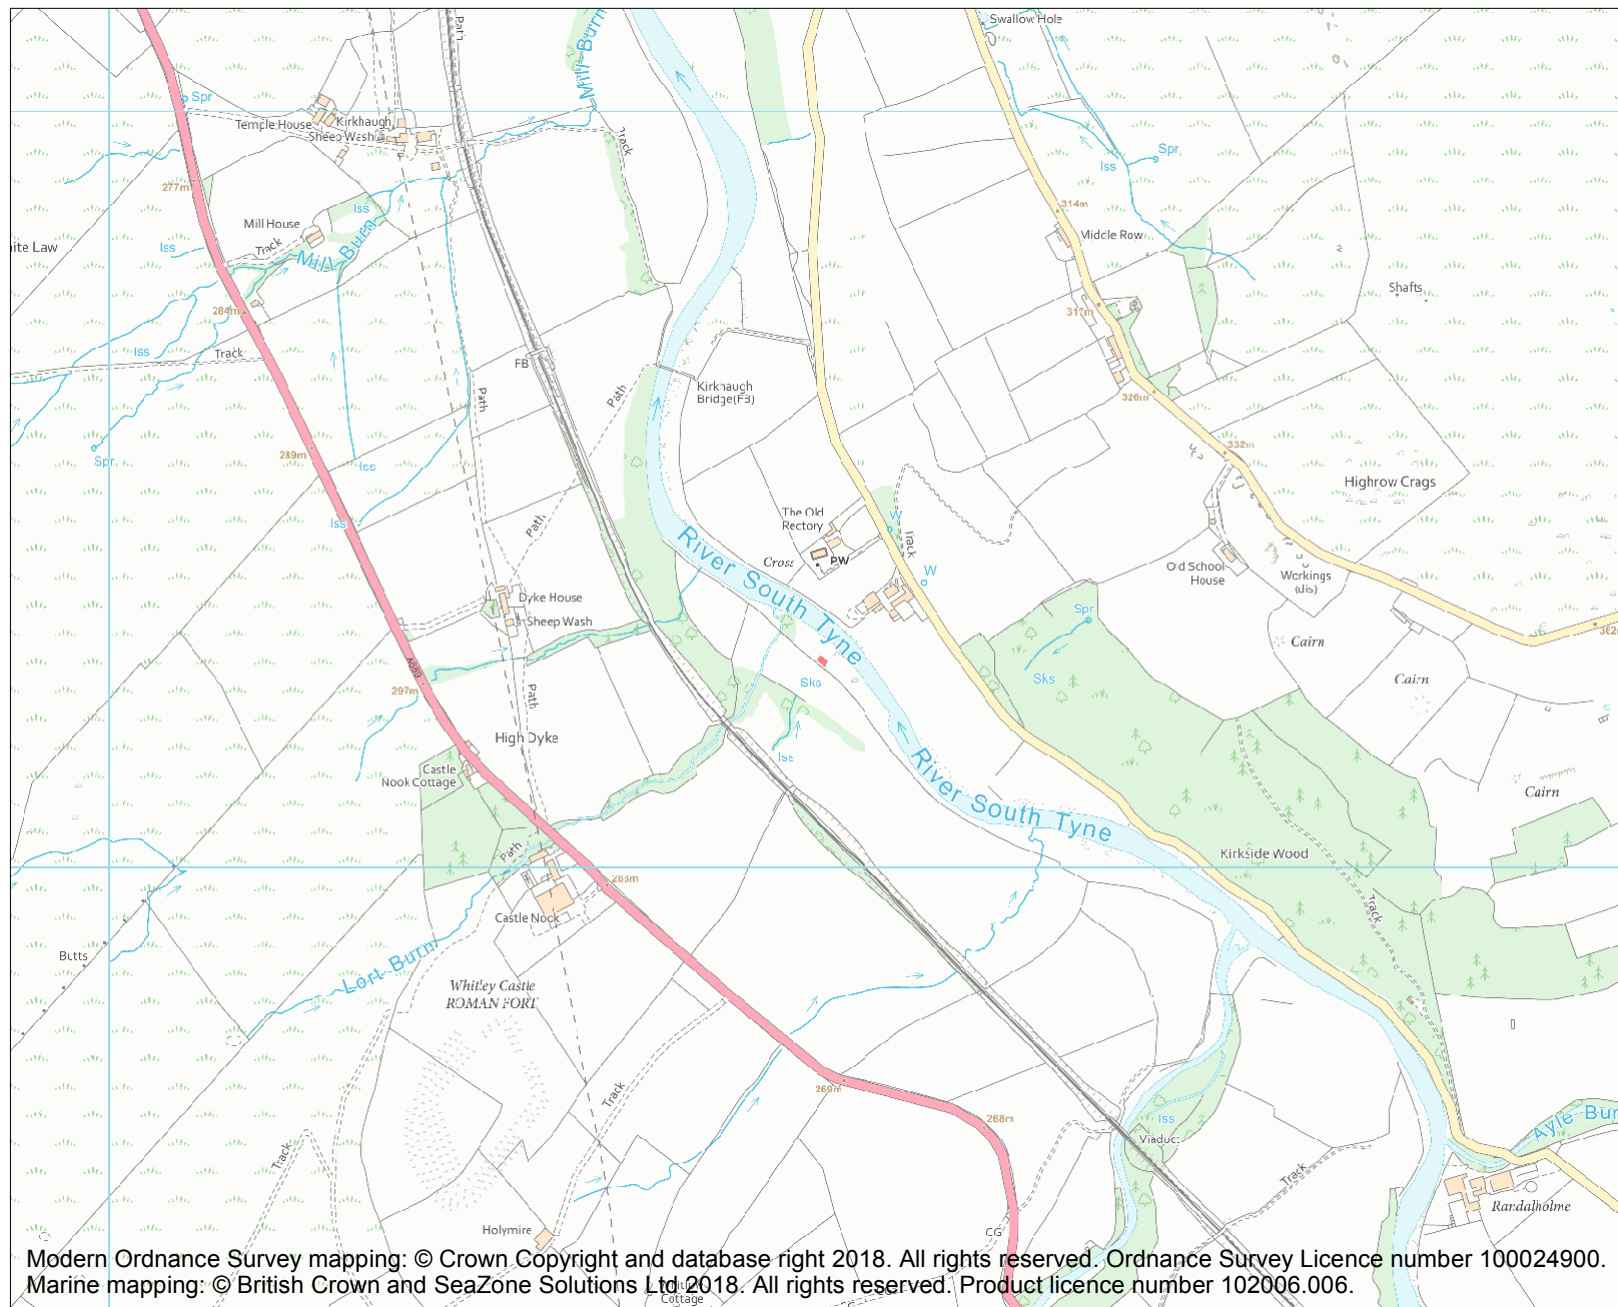 Path
Mill Burn
Swallow Hole
Spr
Temple House
Kirkhaugh
Sheep Wash
Track
Spr
Iss
277m
Iss
314m
Mill House
Track
Mill Burn
Middle Row
Iss
Shafts
284m
317m
Iss
Track
FB
Path
Path
Kirkhaugh
Bridge(FB)
326m
332m
289m
Spr
Iss
Highrow Crags
The Old
Rectory
W
Iss
Path
Track
River South Tyne
Cross
PW
W
Old School
House
Workings
(dis)
Dyke House
Spr
Sheep Wash
362m
Cairn
A689
297m
Path
Sks
Sks
Cairn
High Dyke
Iss
River South Tyne
Castle
Nook Cottage
Cairn
Path
Kirkside Wood
283m
Castle Nook
Track
Butts
Lort Burn
Whitley Castle
ROMAN FORT
269m
Track
268m
Iss
Ayle Bur
Viaduct
Track
Track
Randalholme
Holymire
CG
Modern Ordnance Survey mapping: © Crown Copyright and database right 2018. All rights reserved. Ordnance Survey Licence number 100024900.
Marine mapping: © British Crown and SeaZone Solutions Ltd 2018. All rights reserved. Product licence number 102006.006.
Cottage